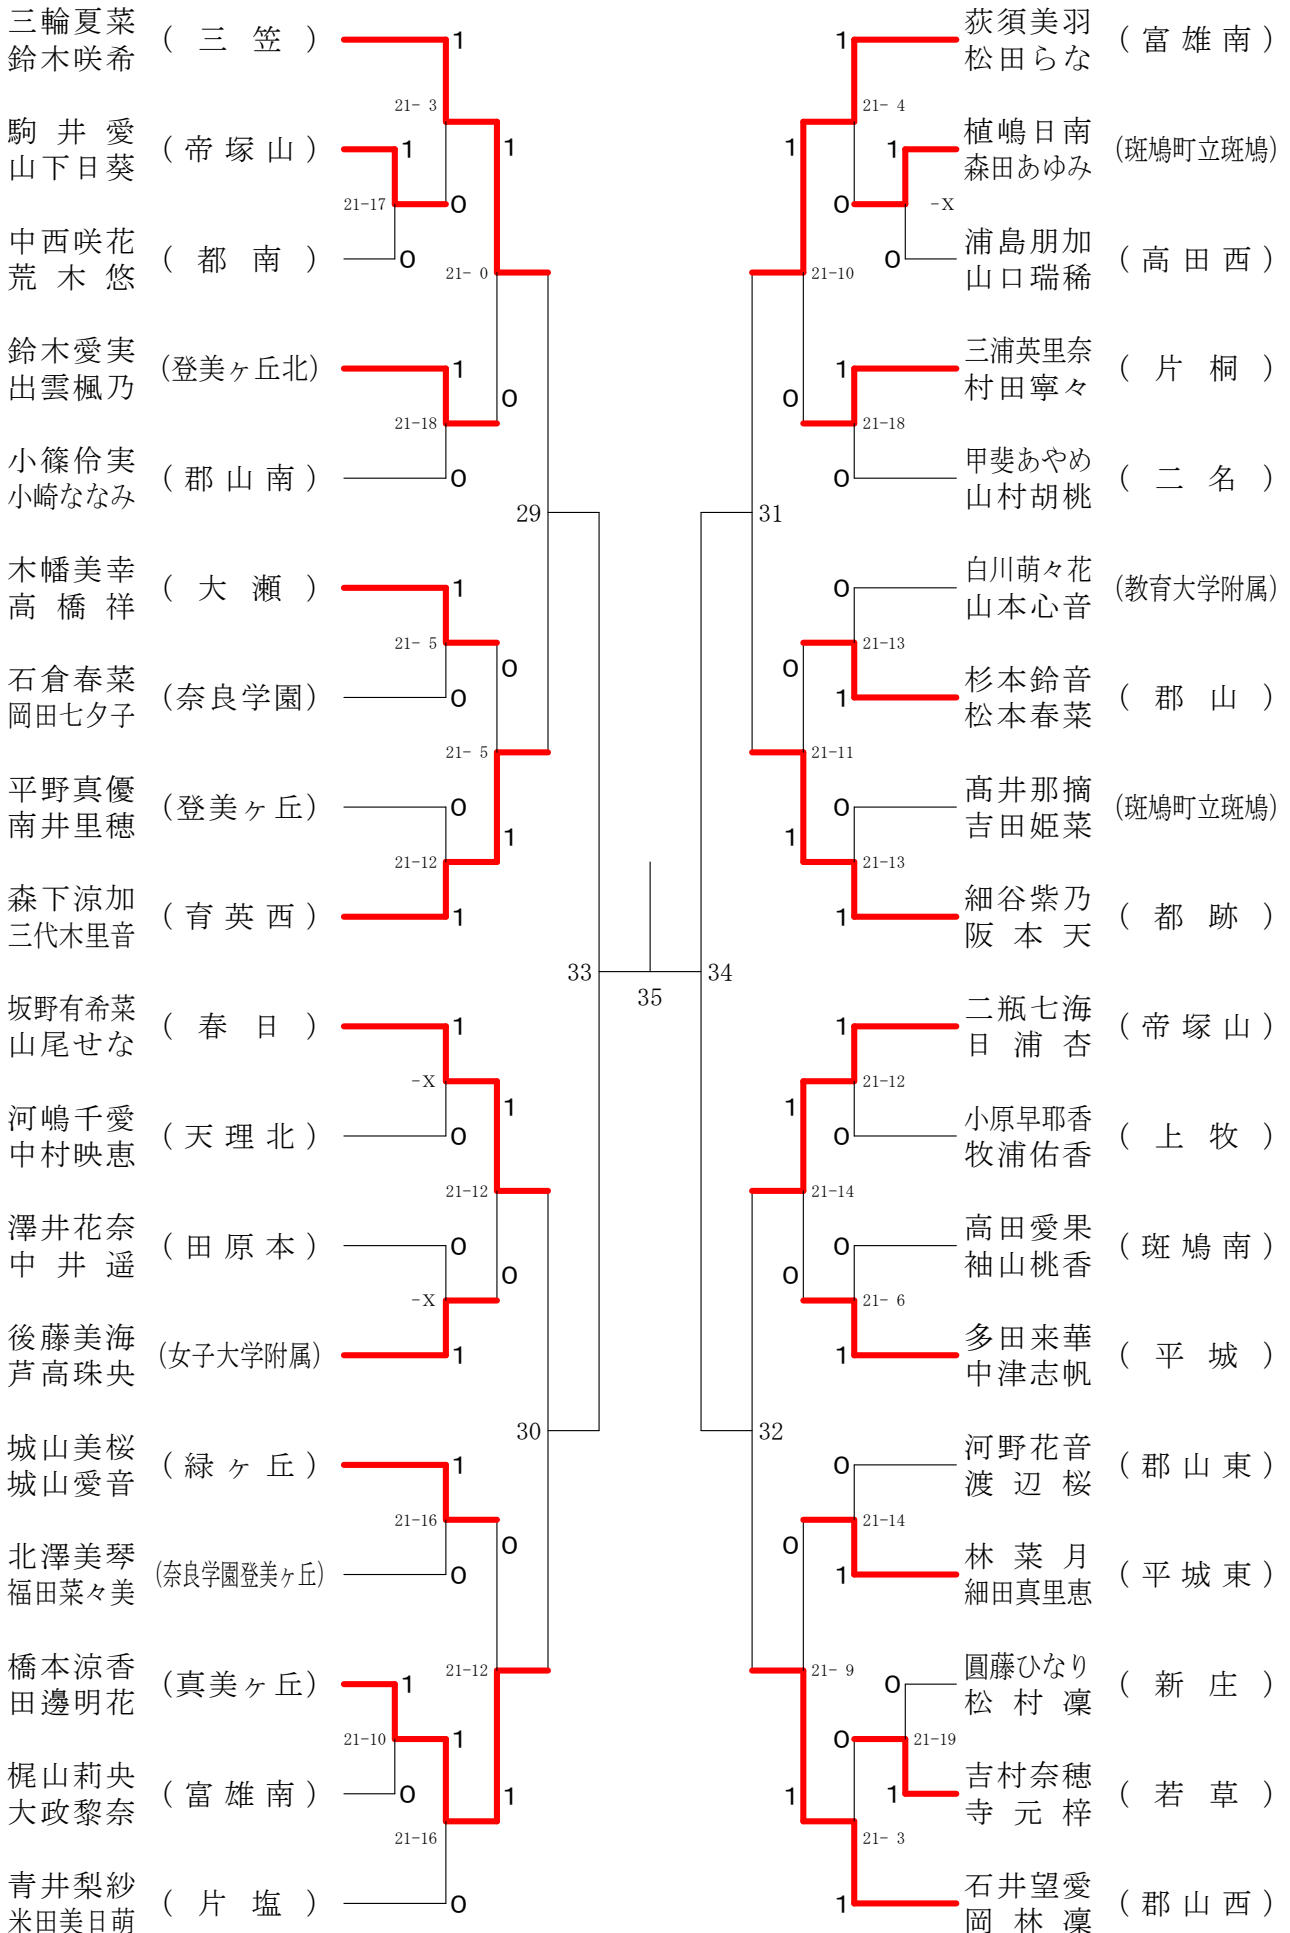 三輪夏菜
鈴木咲希
( 三 笠 )
1
21- 3
駒 井 愛
山下日葵
( 帝 塚 山 )
1
1
21-17
0
中西咲花
荒 木 悠
( 都 南 )
0
21- 0
鈴木愛実
出雲楓乃
(登美ヶ丘北)
1
0
21-18
小篠伶実
小崎ななみ
( 郡 山 南 )
0
29
木幡美幸
高 橋 祥
( 大 瀬 )
1
21- 5
0
石倉春菜
岡田七夕子
(奈良学園)
0
21- 5
平野真優
南井里穂
(登美ヶ丘)
0
1
21-12
森下涼加
三代木里音
( 育 英 西 )
1
33
35
34
坂野有希菜
山尾せな
( 春 日 )
1
-X
1
河嶋千愛
中村映恵
( 天 理 北 )
0
21-12
澤井花奈
中 井 遥
( 田 原 本 )
0
0
-X
後藤美海
芦高珠央
(女子大学附属)
1
30
城山美桜
城山愛音
( 緑 ヶ 丘 )
1
21-16
0
北澤美琴
福田菜々美
(奈良学園登美ヶ丘)
0
21-12
橋本涼香
田邊明花
(真美ヶ丘)
1
21-10
1
梶山莉央
大政黎奈
( 富 雄 南 )
0
1
21-16
青井梨紗
米田美日萌
( 片 塩 )
0
1
荻須美羽
松田らな
( 富 雄 南 )
21- 4
1
1
植嶋日南
森田あゆみ
(斑鳩町立斑鳩)
0
-X
0
浦島朋加
山口瑞稀
( 高 田 西 )
21-10
1
三浦英里奈
村田寧々
( 片 桐 )
0
21-18
0
甲斐あやめ
山村胡桃
( 二 名 )
31
0
白川萌々花
山本心音
(教育大学附属)
21-13
0
1
杉本鈴音
松本春菜
( 郡 山 )
21-11
0
髙井那摘
吉田姫菜
(斑鳩町立斑鳩)
1
21-13
1
細谷紫乃
阪 本 天
( 都 跡 )
1
二瓶七海
日 浦 杏
( 帝 塚 山 )
21-12
1
0
小原早耶香
牧浦佑香
( 上 牧 )
21-14
0
高田愛果
袖山桃香
( 斑 鳩 南 )
0
21- 6
1
多田来華
中津志帆
( 平 城 )
32
0
河野花音
渡 辺 桜
( 郡 山 東 )
21-14
0
1
林 菜 月
細田真里恵
( 平 城 東 )
21- 9
0
圓藤ひなり
松 村 凜
( 新 庄 )
0
21-19
1
1
吉村奈穂
寺 元 梓
( 若 草 )
21- 3
1
石井望愛
岡 林 凜
( 郡 山 西 )